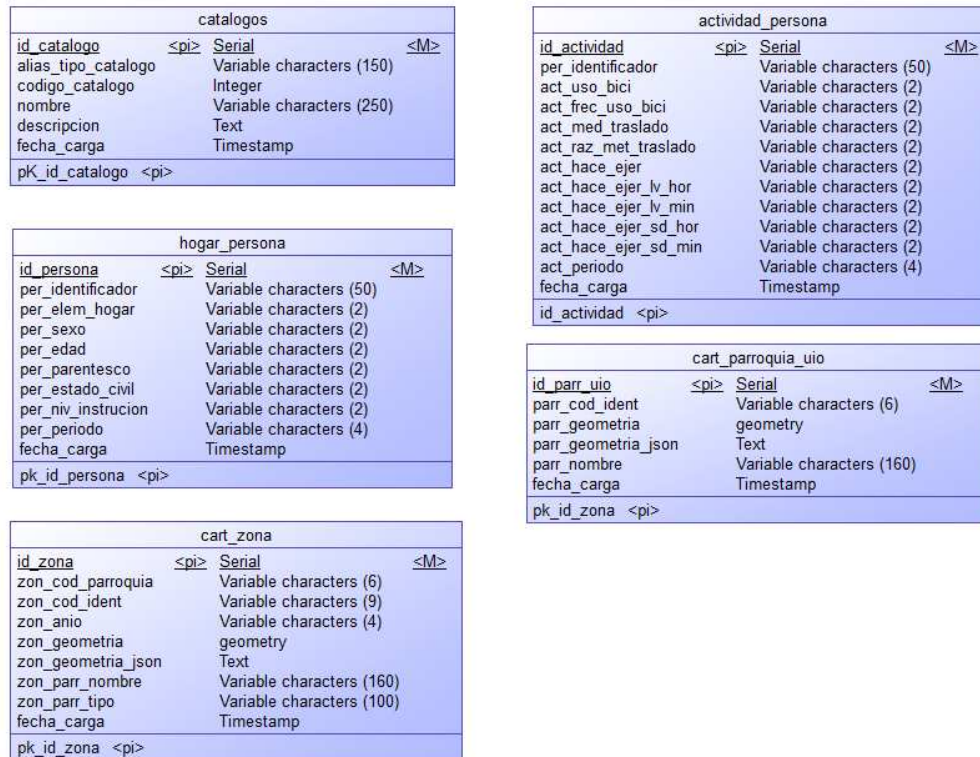 catalogos
id_catalogo <pi> Serial <M>
alias_tipo_catalogo Variable characters (150)
codigo_catalogo Integer
nombre Variable characters (250)
descripcion Text
fecha_carga Timestamp
pK_id_catalogo <pi>
hogar_persona
id_persona <pi> Serial <M>
per_identificador Variable characters (50)
per_elem_hogar Variable characters (2)
per_sexo Variable characters (2)
per_edad Variable characters (2)
per_parentesco Variable characters (2)
per_estado_civil Variable characters (2)
per_niv_instrucion Variable characters (2)
per_periodo Variable characters (4)
fecha_carga Timestamp
pk_id_persona <pi>
cart_zona
id_zona <pi> Serial <M>
zon_cod_parroquia Variable characters (6)
zon_cod_ident Variable characters (9)
zon_anio Variable characters (4)
zon_geometria geometry
zon_geometria_json Text
zon_parr_nombre Variable characters (160)
zon_parr_tipo Variable characters (100)
fecha_carga Timestamp
pk_id_zona <pi>
actividad_persona
id_actividad <pi> Serial <M>
per_identificador Variable characters (50)
act_uso_bici Variable characters (2)
act_frec_uso_bici Variable characters (2)
act_med_traslado Variable characters (2)
act_raz_met_traslado Variable characters (2)
act_hace_ejer Variable characters (2)
act_hace_ejer_lv_hor Variable characters (2)
act_hace_ejer_lv_min Variable characters (2)
act_hace_ejer_sd_hor Variable characters (2)
act_hace_ejer_sd_min Variable characters (2)
act_periodo Variable characters (4)
fecha_carga Timestamp
id_actividad <pi>
cart_parroquia_uio
id_parr_uio <pi> Serial <M>
parr_cod_ident Variable characters (6)
parr_geometria geometry
parr_geometria_json Text
parr_nombre Variable characters (160)
fecha_carga Timestamp
pk_id_zona <pi>